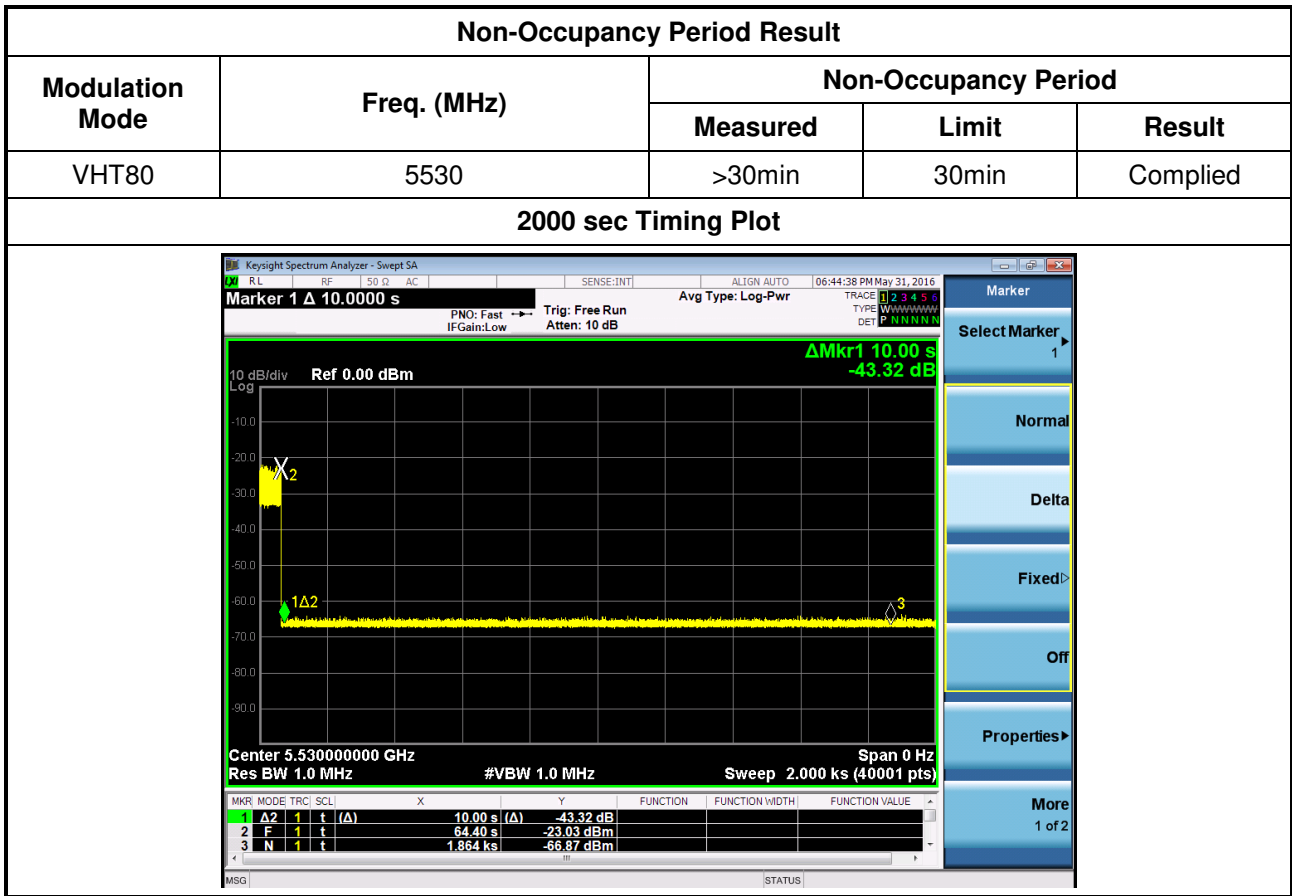 Non-Occupancy Period Result
Modulation Mode
Freq. (MHz)
Non-Occupancy Period
Measured
Limit
Result
VHT80
5530
>30min
30min
Complied
2000 sec Timing Plot
Keysight Spectrum Analyzer - Swept SA
LXI RL RF 50 Ω AC SENSE:INT ALIGN AUTO 06:44:38 PM May 31, 2016
Marker 1 Δ 10.0000 s
PNO: Fast
IFGain:Low
Trig: Free Run
Atten: 10 dB
Avg Type: Log-Pwr
TRACE 1 2 3 4 5 6
TYPE WWWWWW
DET P N N N N N
ΔMkr1 10.00 s
-43.32 dB
10 dB/div Ref 0.00 dBm
Log
-10.0
-20.0
-30.0
-40.0
-50.0
-60.0
-70.0
-80.0
-90.0
2
1Δ2
3
Center 5.530000000 GHz
Span 0 Hz
Res BW 1.0 MHz
#VBW 1.0 MHz
Sweep 2.000 ks (40001 pts)
MKR MODE TRC SCL X Y FUNCTION FUNCTION WIDTH FUNCTION VALUE
1 Δ2 1 t (Δ) 10.00 s (Δ) -43.32 dB
2 F 1 t 64.40 s -23.03 dBm
3 N 1 t 1.864 ks -66.87 dBm
MSG
STATUS
Marker
Select Marker
1
Normal
Delta
Fixed
Off
Properties
More
1 of 2